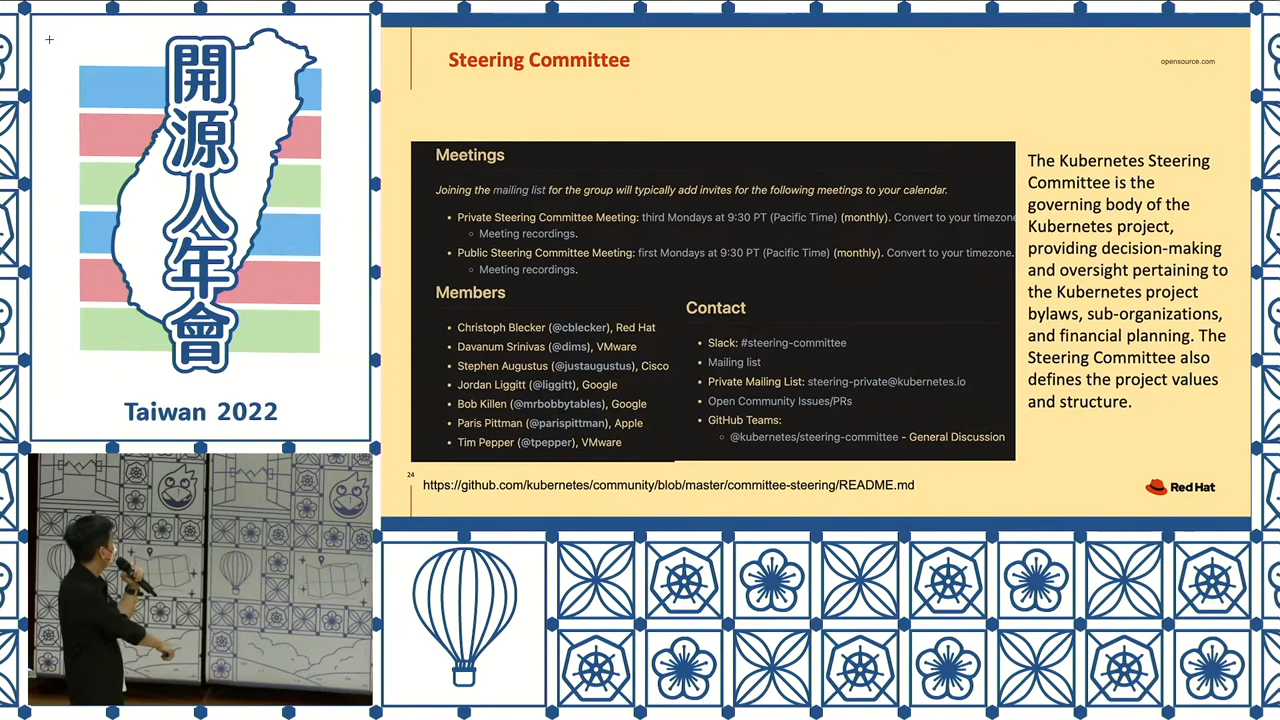 開源人年會
Taiwan 2022
Steering Committee
opensource.com
Meetings
Joining the mailing list for the group will typically add invites for the following meetings to your calendar.
• Private Steering Committee Meeting: third Mondays at 9:30 PT (Pacific Time) (monthly). Convert to your timezone
◦ Meeting recordings.
• Public Steering Committee Meeting: first Mondays at 9:30 PT (Pacific Time) (monthly). Convert to your timezone.
◦ Meeting recordings.
Members
• Christoph Blecker (@cblecker), Red Hat
• Davanum Srinivas (@dims), VMware
• Stephen Augustus (@justaugustus), Cisco
• Jordan Liggitt (@liggitt), Google
• Bob Killen (@mrbobbytables), Google
• Paris Pittman (@parispittman), Apple
• Tim Pepper (@tpepper), VMware
Contact
• Slack: #steering-committee
• Mailing list
• Private Mailing List: steering-private@kubernetes.io
• Open Community Issues/PRs
• GitHub Teams:
◦ @kubernetes/steering-committee - General Discussion
The Kubernetes Steering
Committee is the
governing body of the
Kubernetes project,
providing decision-making
and oversight pertaining to
the Kubernetes project
bylaws, sub-organizations,
and financial planning. The
Steering Committee also
defines the project values
and structure.
24
https://github.com/kubernetes/community/blob/master/committee-steering/README.md
Red Hat